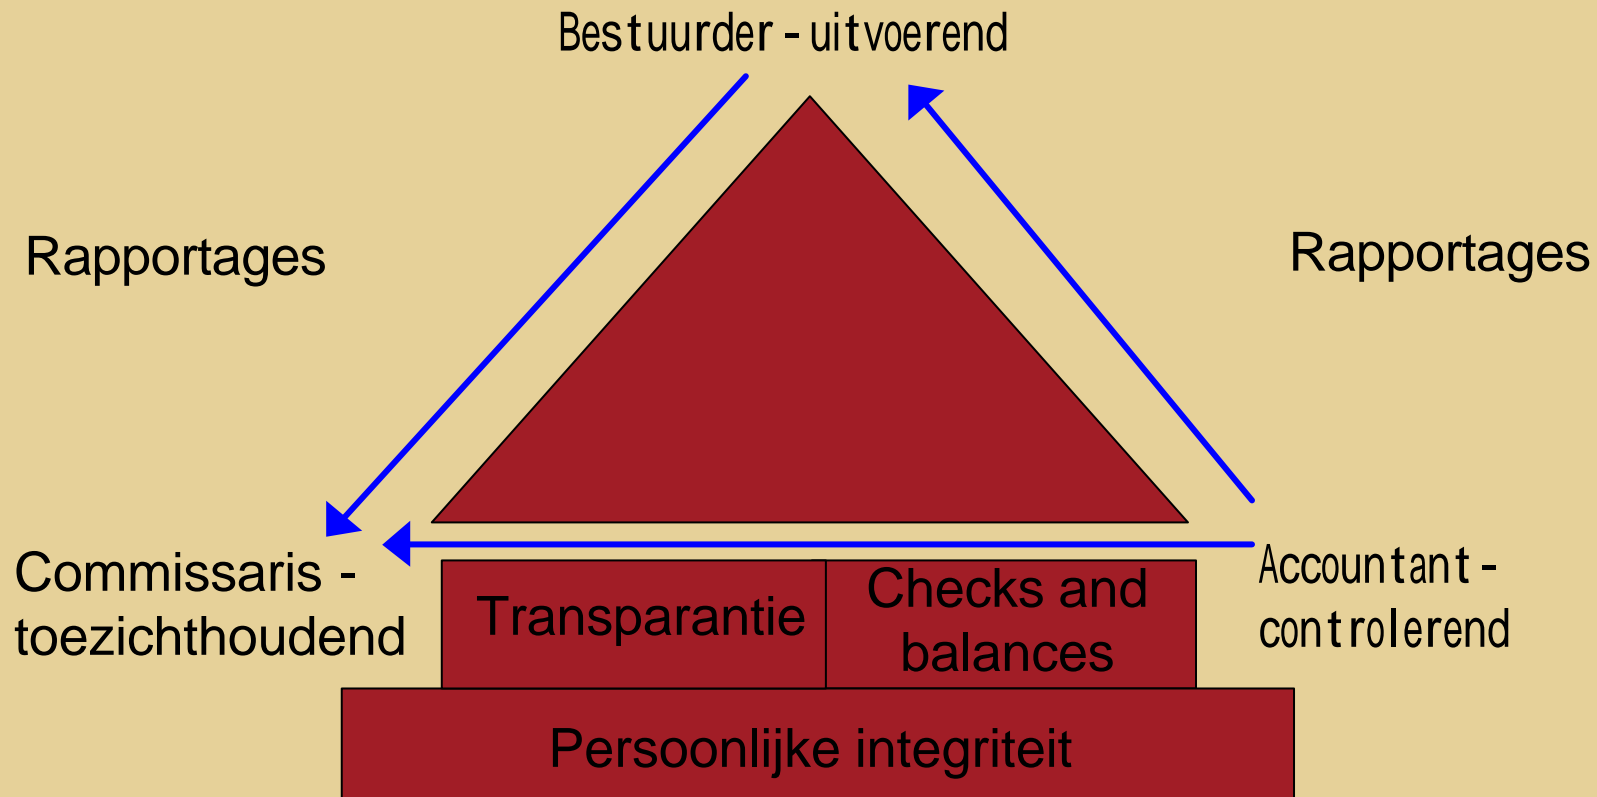 Bestuurder - uitvoerend
Rapportages
Rapportages
Commissaris -
toezichthoudend
Transparantie
Checks and
balances
Accountant -
controlerend
Persoonlijke integriteit